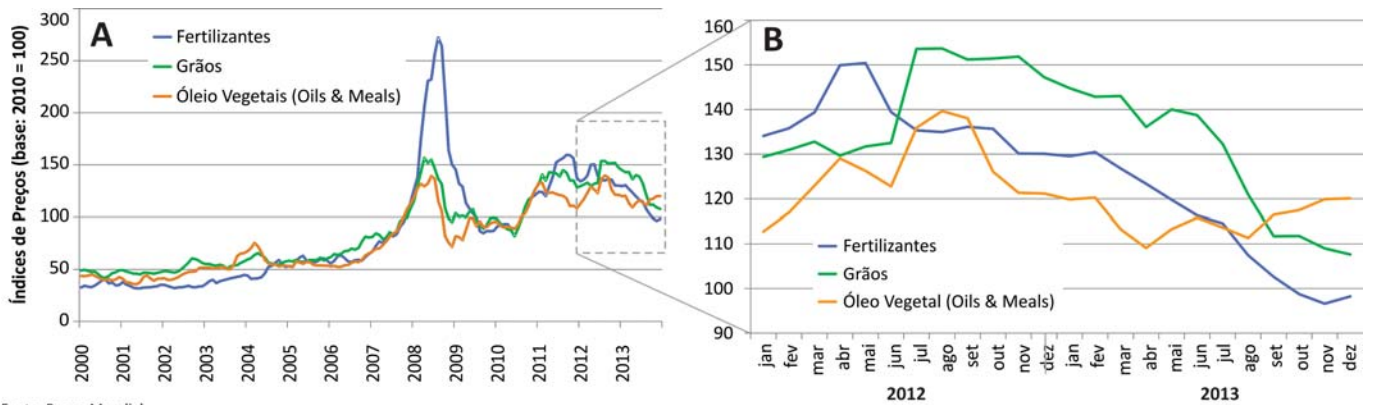 Índices de Preços (base: 2010 = 100)
A
300
250
200
150
100
50
0
Fertilizantes
Grãos
Óleio Vegetais (Oils & Meals)
2000
2001
2002
2003
2004
2005
2006
2007
2008
2009
2010
2011
2012
2013
B
160
150
140
130
120
110
100
90
Fertilizantes
Grãos
Óleo Vegetal (Oils & Meals)
jan
fev
mar
abr
mai
jun
jul
ago
set
out
nov
dez
jan
fev
mar
abr
mai
jun
jul
ago
set
out
nov
dez
2012
2013